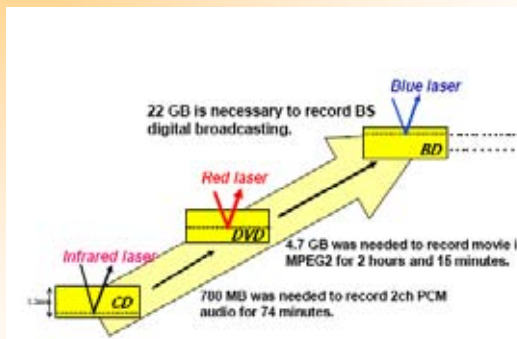 Blue laser
22 GB is necessary to record BS
digital broadcasting.
BD
Red laser
DVD
4.7 GB was needed to record movie i
MPEG2 for 2 hours and 15 minutes.
Infrared laser
CD
780 MB was needed to record 2ch PCM
audio for 74 minutes.